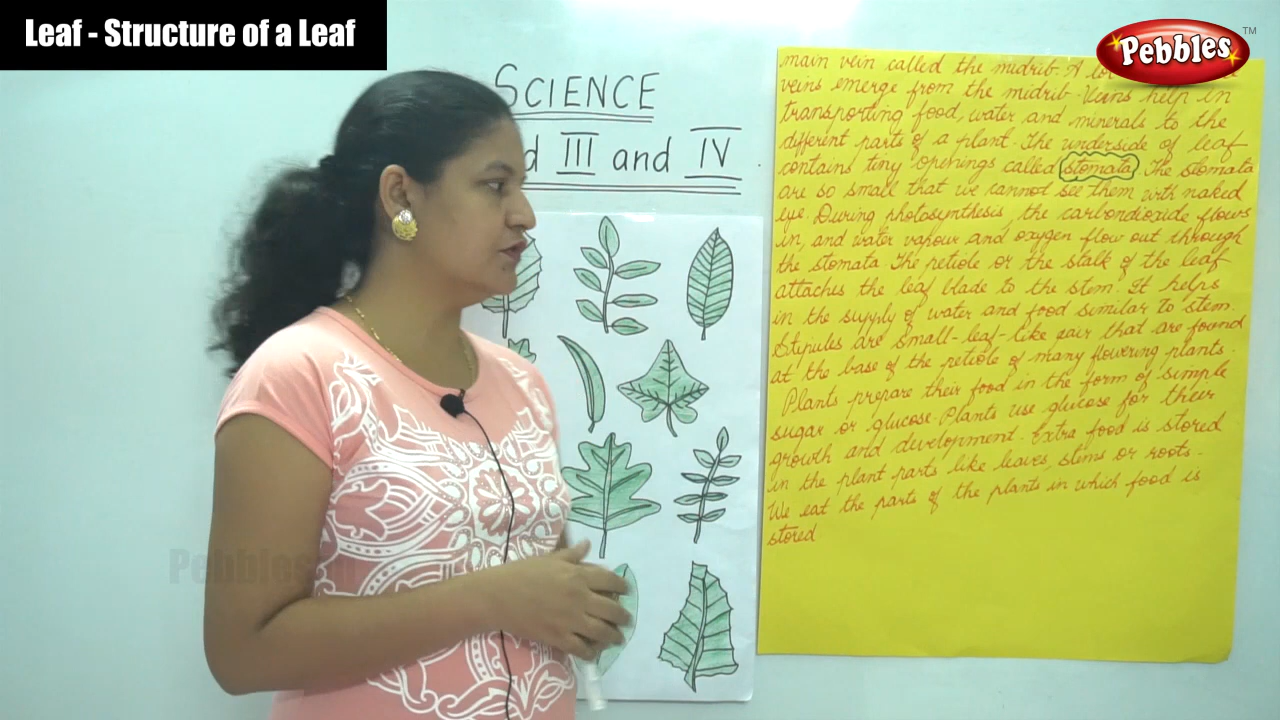 Leaf - Structure of a Leaf
Pebbles
TM
SCIENCE
d III and IV
main vein called the midrib. A lo
veins emerge from the midrib. Veins help in
transporting food, water and minerals to the
different parts of a plant. The underside of leaf
contains tiny openings called stomata. The stomata
are so small that we cannot see them with naked
eye. During photosynthesis, the carbondioxide flows
in, and water vapour and oxygen flow out through
the stomata. The petiole or the stalk of the leaf
attaches the leaf blade to the stem. It helps
in the supply of water and food similar to stem.
Stipules are small-leaf-like pair that are found
at the base of the petiole of many flowering plants.
Plants prepare their food in the form of simple
sugar or glucose. Plants use glucose for their
growth and development. Extra food is stored
in the plant parts like leaves, stems or roots.
We eat the parts of the plants in which food is
stored
Pebbles